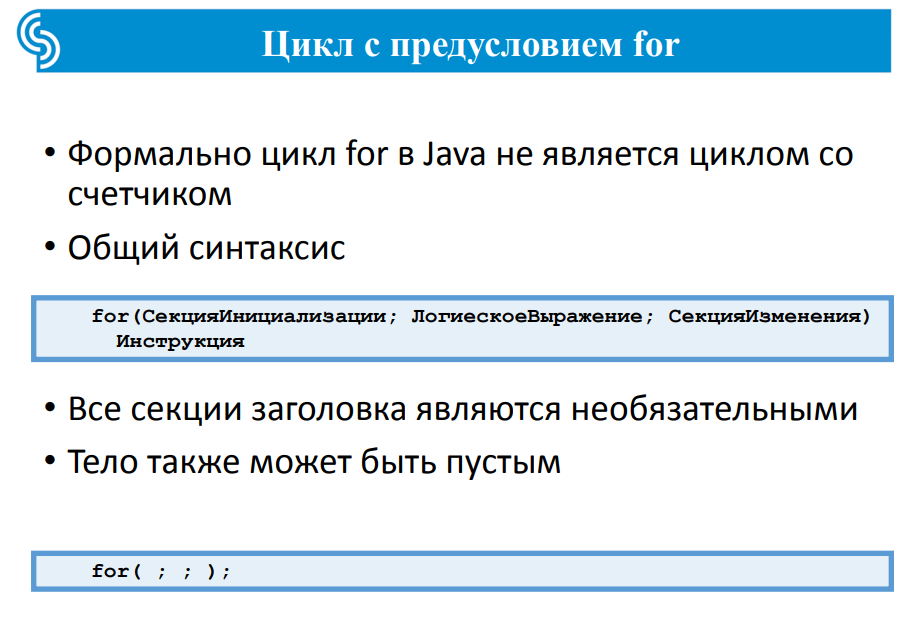 Цикл с предусловием for
• Формально цикл for в Java не является циклом со
счетчиком
• Общий синтаксис
for(СекцияИнициализации; ЛогиескоеВыражение; СекцияИзменения)
Инструкция
• Все секции заголовка являются необязательными
• Тело также может быть пустым
for( ; ; );